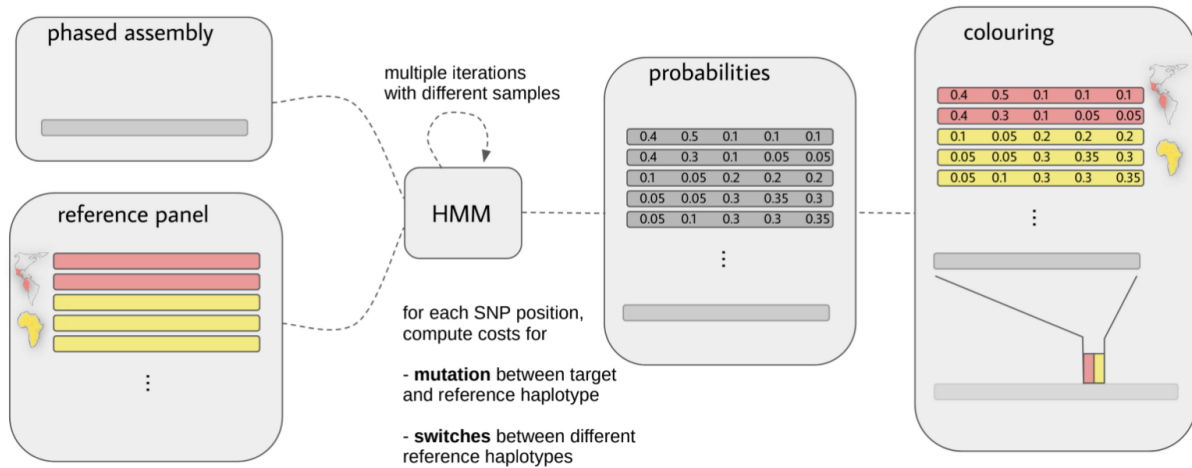 phased assembly
reference panel
⋮
multiple iterations
with different samples
HMM
for each SNP position,
compute costs for
- mutation between target
and reference haplotype
- switches between different
reference haplotypes
probabilities
0.4 0.5 0.1 0.1 0.1
0.4 0.3 0.1 0.05 0.05
0.1 0.05 0.2 0.2 0.2
0.05 0.05 0.3 0.35 0.3
0.05 0.1 0.3 0.3 0.35
⋮
colouring
0.4 0.5 0.1 0.1 0.1
0.4 0.3 0.1 0.05 0.05
0.1 0.05 0.2 0.2 0.2
0.05 0.05 0.3 0.35 0.3
0.05 0.1 0.3 0.3 0.35
⋮